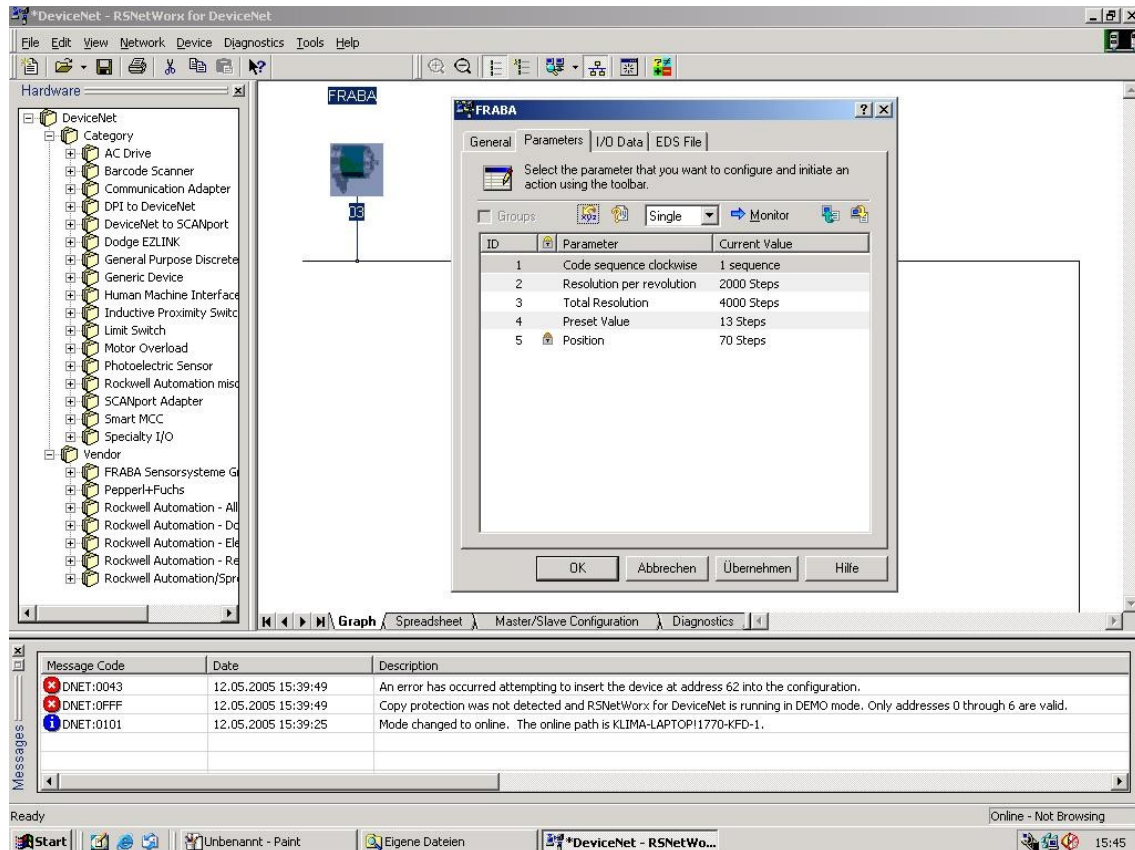 *DeviceNet - RSNetWorx for DeviceNet
File Edit View Network Device Diagnostics Tools Help
Hardware
DeviceNet
Category
AC Drive
Barcode Scanner
Communication Adapter
DPI to DeviceNet
DeviceNet to SCANport
Dodge EZLINK
General Purpose Discrete
Generic Device
Human Machine Interface
Inductive Proximity Switc
Limit Switch
Motor Overload
Photoelectric Sensor
Rockwell Automation misc
SCANport Adapter
Smart MCC
Specialty I/O
Vendor
FRABA Sensorsysteme G
Pepperl+Fuchs
Rockwell Automation - All
Rockwell Automation - Do
Rockwell Automation - Ele
Rockwell Automation - Re
Rockwell Automation/Spr
FRABA
03
FRABA
General Parameters I/O Data EDS File
Select the parameter that you want to configure and initiate an
action using the toolbar.
Groups Single Monitor
ID Parameter Current Value
1 Code sequence clockwise 1 sequence
2 Resolution per revolution 2000 Steps
3 Total Resolution 4000 Steps
4 Preset Value 13 Steps
5 Position 70 Steps
OK Abbrechen Übernehmen Hilfe
Graph Spreadsheet Master/Slave Configuration Diagnostics
Messages
Message Code Date Description
DNET:0043 12.05.2005 15:39:49 An error has occurred attempting to insert the device at address 62 into the configuration.
DNET:0FFF 12.05.2005 15:39:49 Copy protection was not detected and RSNetWorx for DeviceNet is running in DEMO mode. Only addresses 0 through 6 are valid.
DNET:0101 12.05.2005 15:39:25 Mode changed to online. The online path is KLIMA-LAPTOP!1770-KFD-1.
Ready Online - Not Browsing
Start Unbenannt - Paint Eigene Dateien *DeviceNet - RSNetWo... 15:45